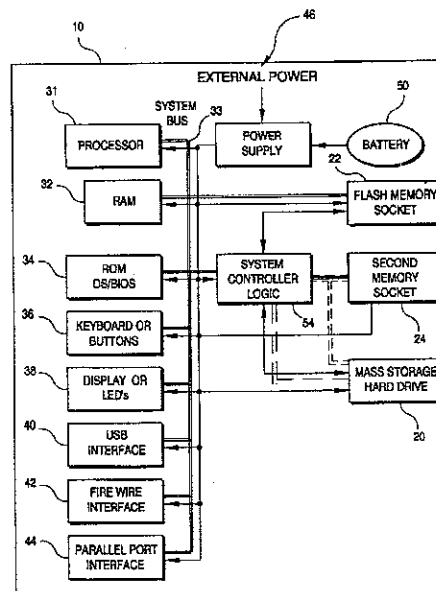 46
10
EXTERNAL POWER
31
SYSTEM
BUS
33
50
PROCESSOR
POWER
SUPPLY
BATTERY
22
32
RAM
FLASH MEMORY
SOCKET
34
ROM
OS/BIOS
SYSTEM
CONTROLLER
LOGIC
SECOND
MEMORY
SOCKET
36
KEYBOARD OR
BUTTONS
54
24
38
DISPLAY OR
LED's
MASS STORAGE
HARD DRIVE
40
USB
INTERFACE
20
42
FIRE WIRE
INTERFACE
44
PARALLEL PORT
INTERFACE